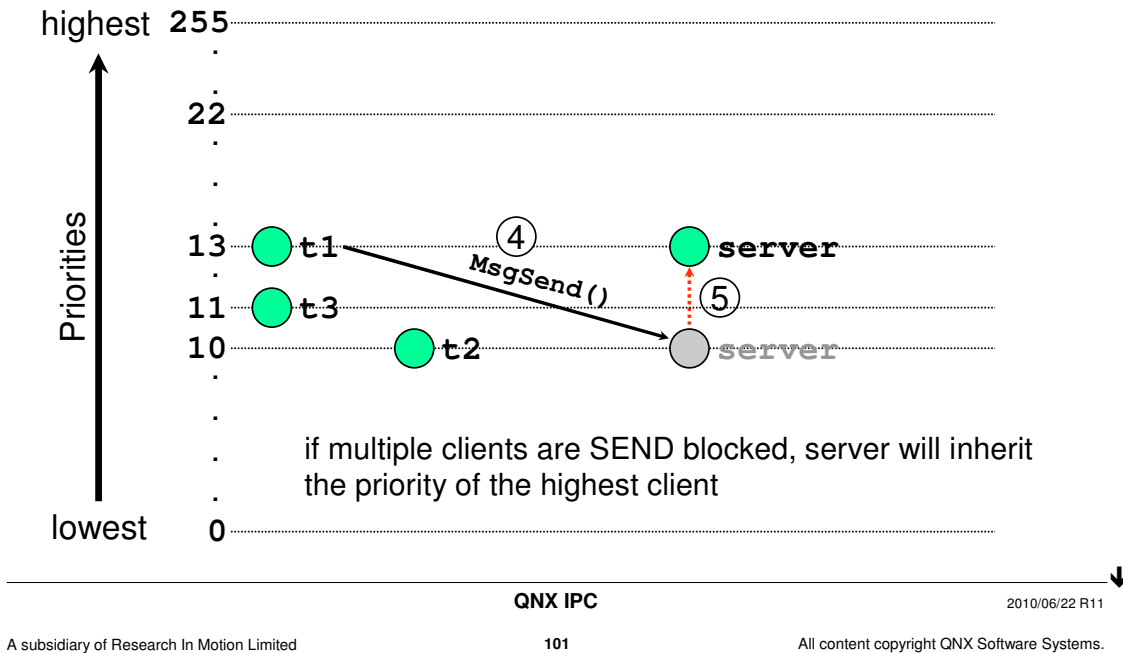 highest 255
22
Priorities
13 t1 ④ MsgSend() server
⑤
11 t3
10 t2 server
if multiple clients are SEND blocked, server will inherit
the priority of the highest client
lowest 0
QNX IPC 2010/06/22 R11
A subsidiary of Research In Motion Limited 101 All content copyright QNX Software Systems.